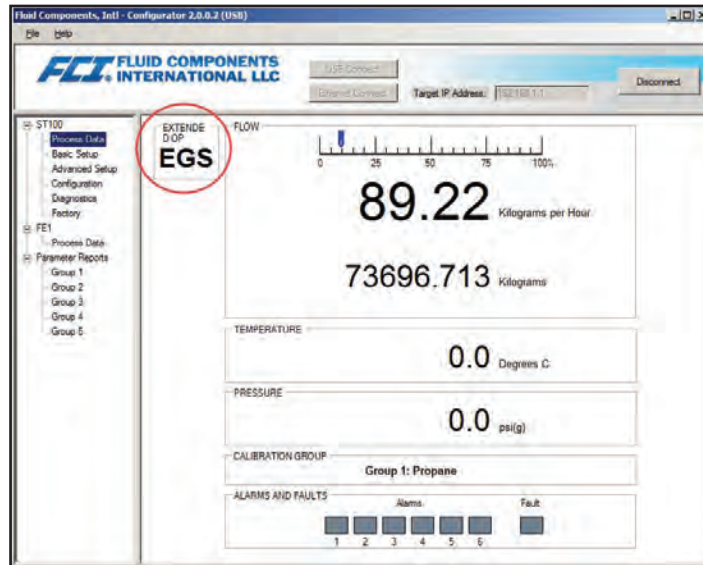 Fluid Components, Intl - Configurator 2.0.0.2 (USB)
File Help
FCI. FLUID COMPONENTS
INTERNATIONAL LLC
USB Connect
Ethernet Connect
Target IP Address:
192.168.1.1
Disconnect
ST100
Process Data
Basic Setup
Advanced Setup
Configuration
Diagnostics
Factory
FE1
Process Data
Parameter Reports
Group 1
Group 2
Group 3
Group 4
Group 5
EXTENDE
D OP
EGS
FLOW
0 25 50 75 100%
89.22 Kilograms per Hour
73696.713 Kilograms
TEMPERATURE
0.0 Degrees C
PRESSURE
0.0 psi(g)
CALIBRATION GROUP
Group 1: Propane
ALARMS AND FAULTS
Alarms Fault
1 2 3 4 5 6